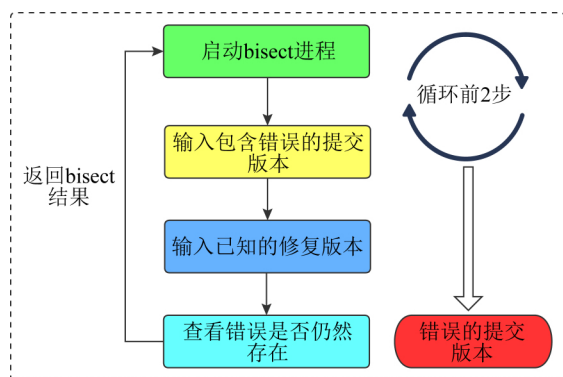 启动bisect进程
循环前2步
输入包含错误的提交
版本
返回bisect
结果
输入已知的修复版本
查看错误是否仍然
存在
错误的提交
版本